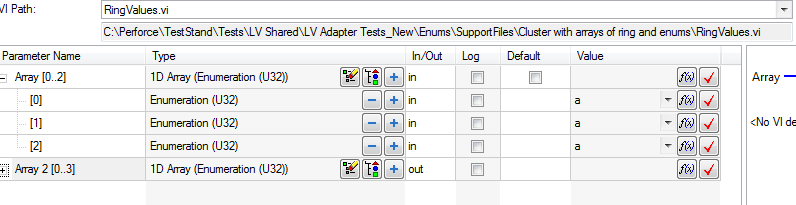 VI Path: RingValues.vi
C:\Perforce\TestStand\Tests\LV Shared\LV Adapter Tests_New\Enums\SupportFiles\Cluster with arrays of ring and enums\RingValues.vi
Parameter Name Type In/Out Log Default Value
Array [0..2] 1D Array (Enumeration (U32)) in f(x) Array
[0] Enumeration (U32) in a f(x)
[1] Enumeration (U32) in a f(x) <No VI de
[2] Enumeration (U32) in a f(x)
Array 2 [0..3] 1D Array (Enumeration (U32)) out f(x)